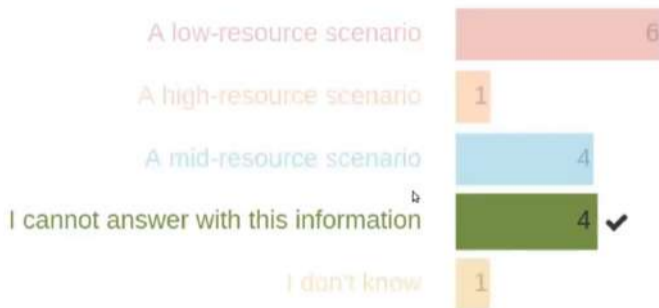 A low-resource scenario 6
A high-resource scenario 1
A mid-resource scenario 4
I cannot answer with this information 4
I don't know 1